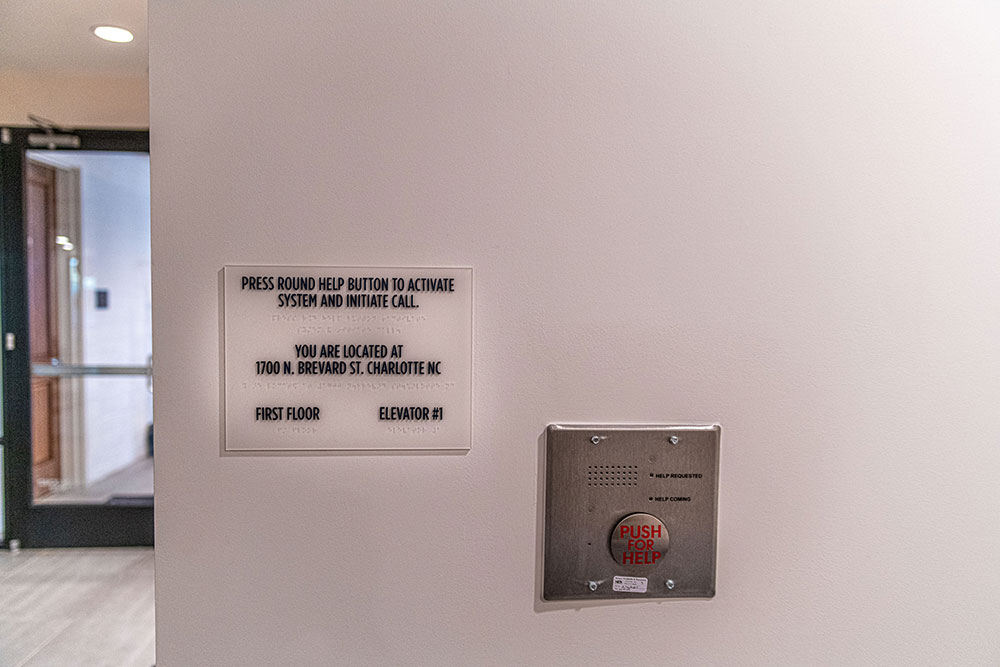 PRESS ROUND HELP BUTTON TO ACTIVATE
SYSTEM AND INITIATE CALL.
YOU ARE LOCATED AT
1700 N. BREVARD ST. CHARLOTTE NC
FIRST FLOOR
ELEVATOR #1
HELP REQUESTED
HELP COMING
PUSH
FOR
HELP